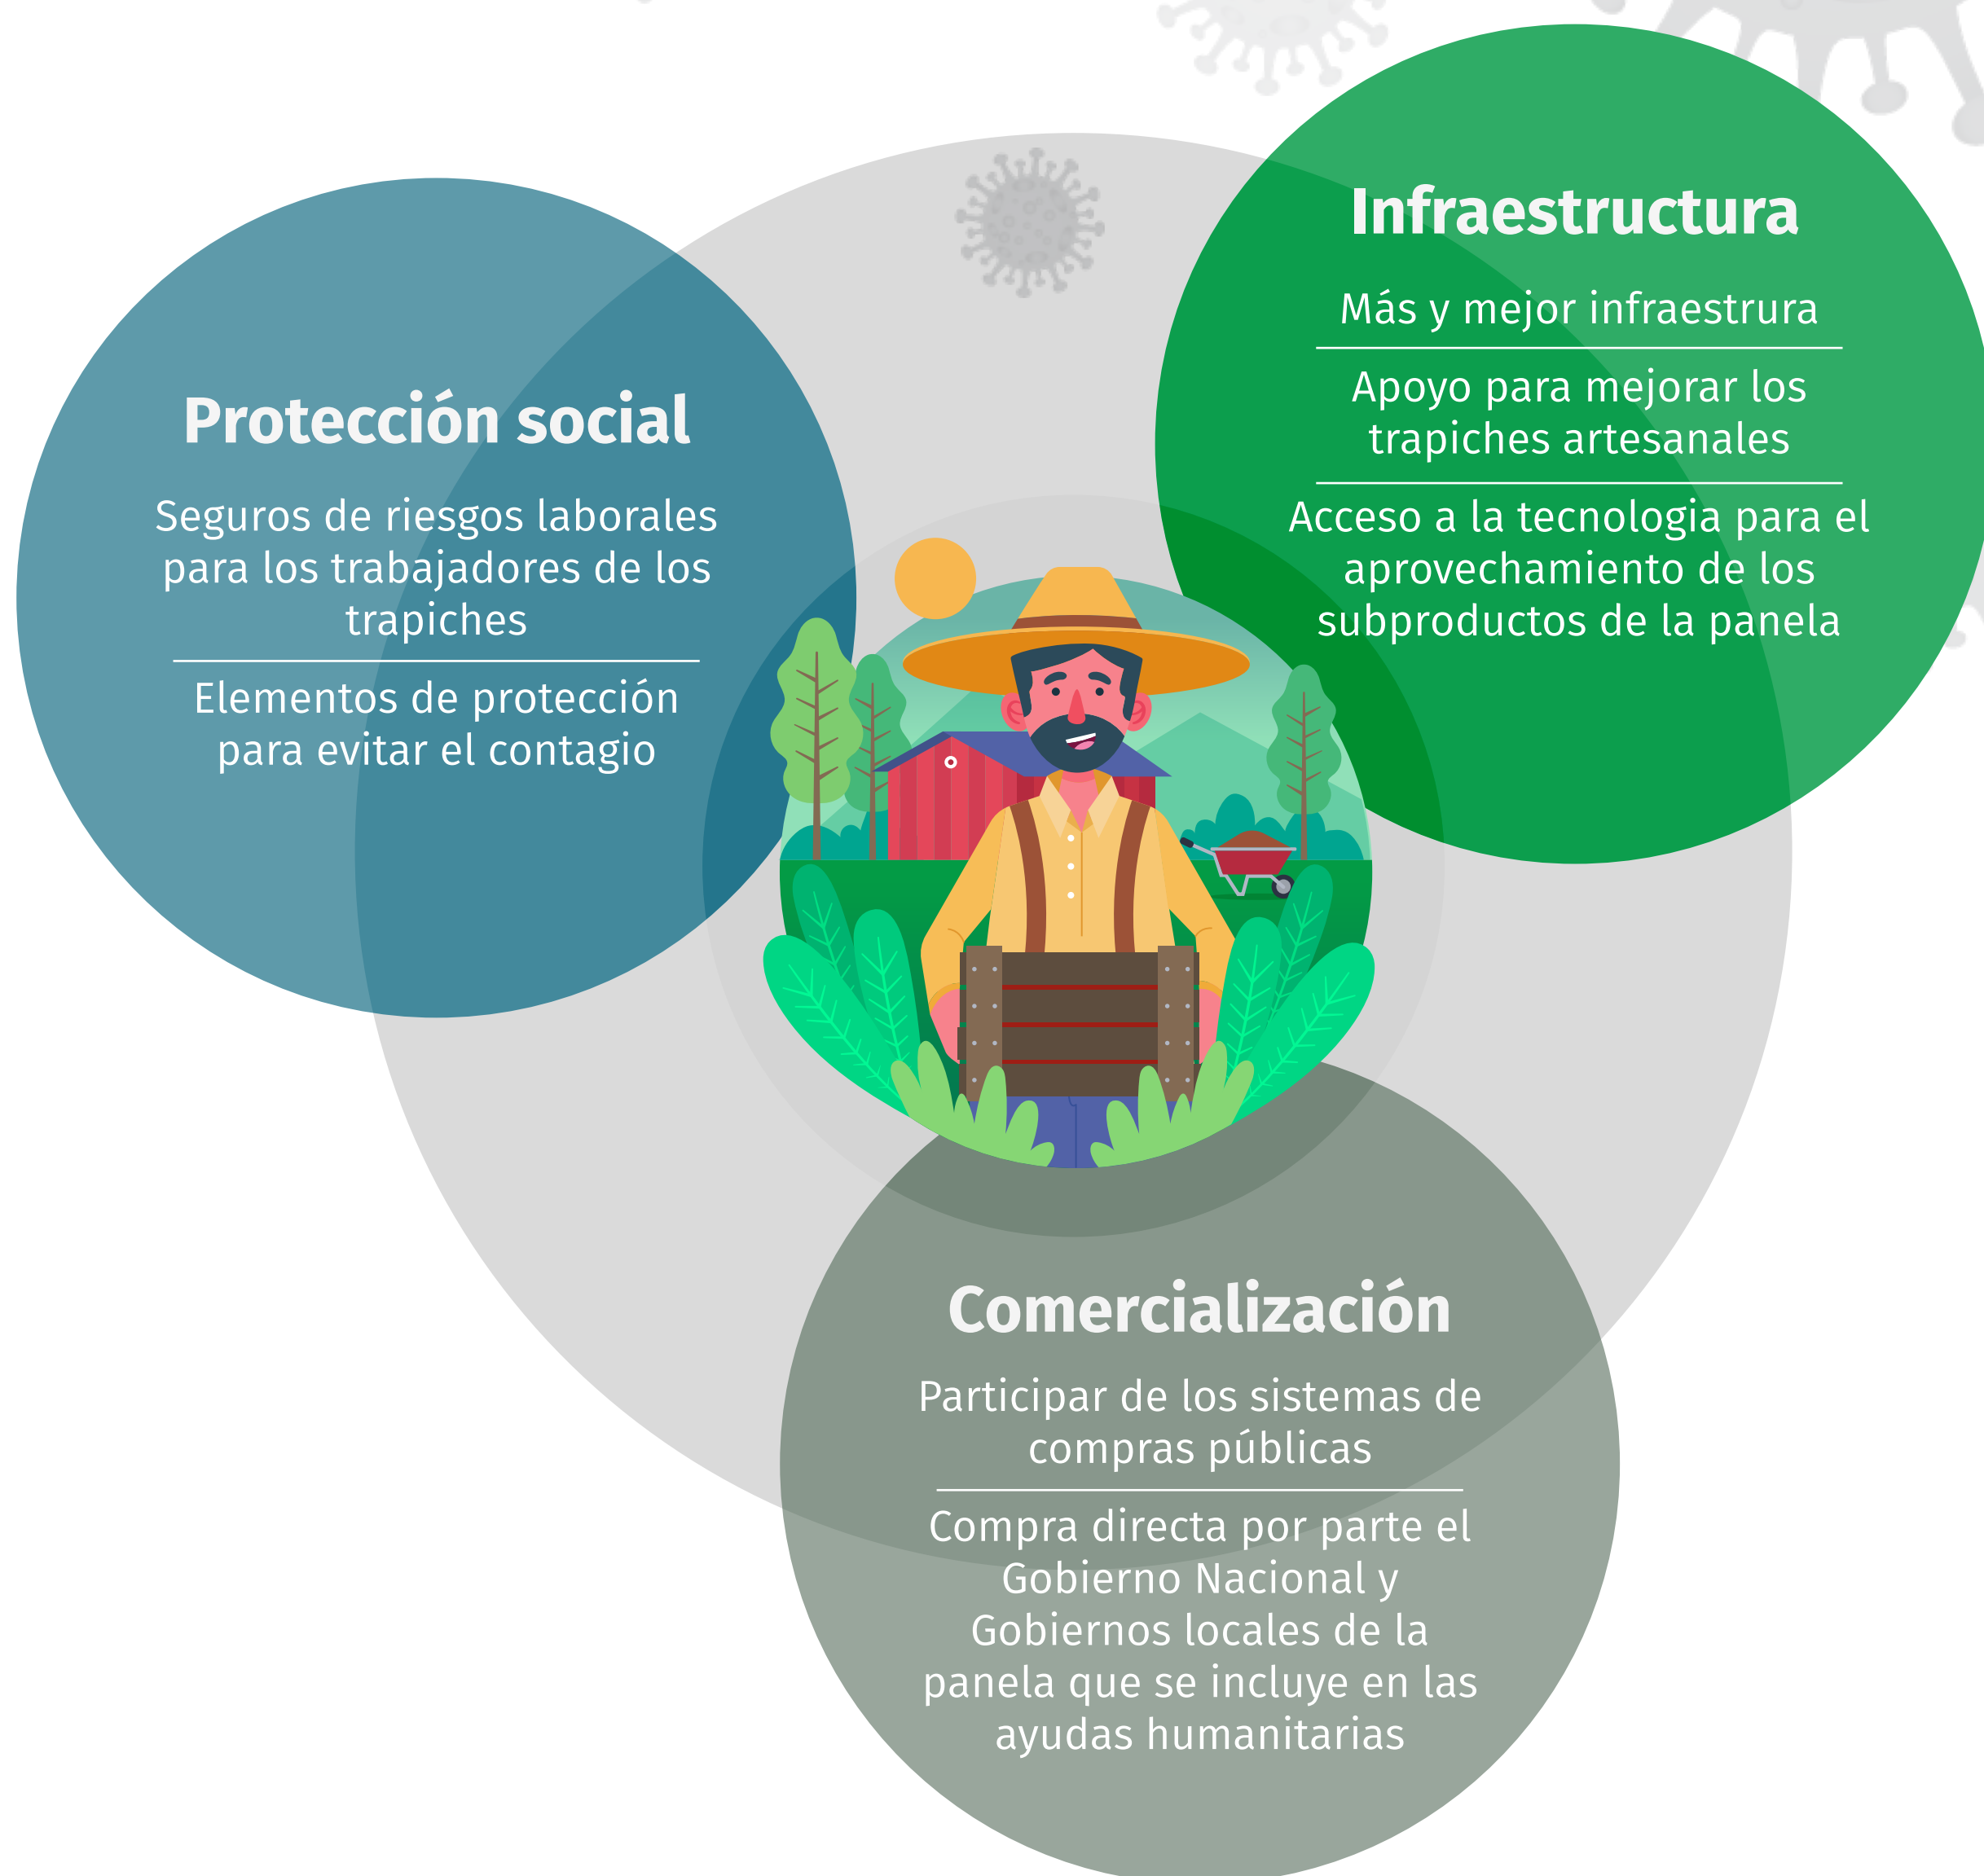 Protección social
Seguros de riesgos laborales
para los trabajadores de los
trapiches
Elementos de protección
para evitar el contagio
Infraestructura
Más y mejor infraestrura
Apoyo para mejorar los
trapiches artesanales
Acceso a la tecnologia para el
aprovechamiento de los
subproductos de la panela
Comercialización
Participar de los sistemas de
compras públicas
Compra directa por parte el
Gobierno Nacional y
Gobiernos locales de la
panela que se incluye en las
ayudas humanitarias